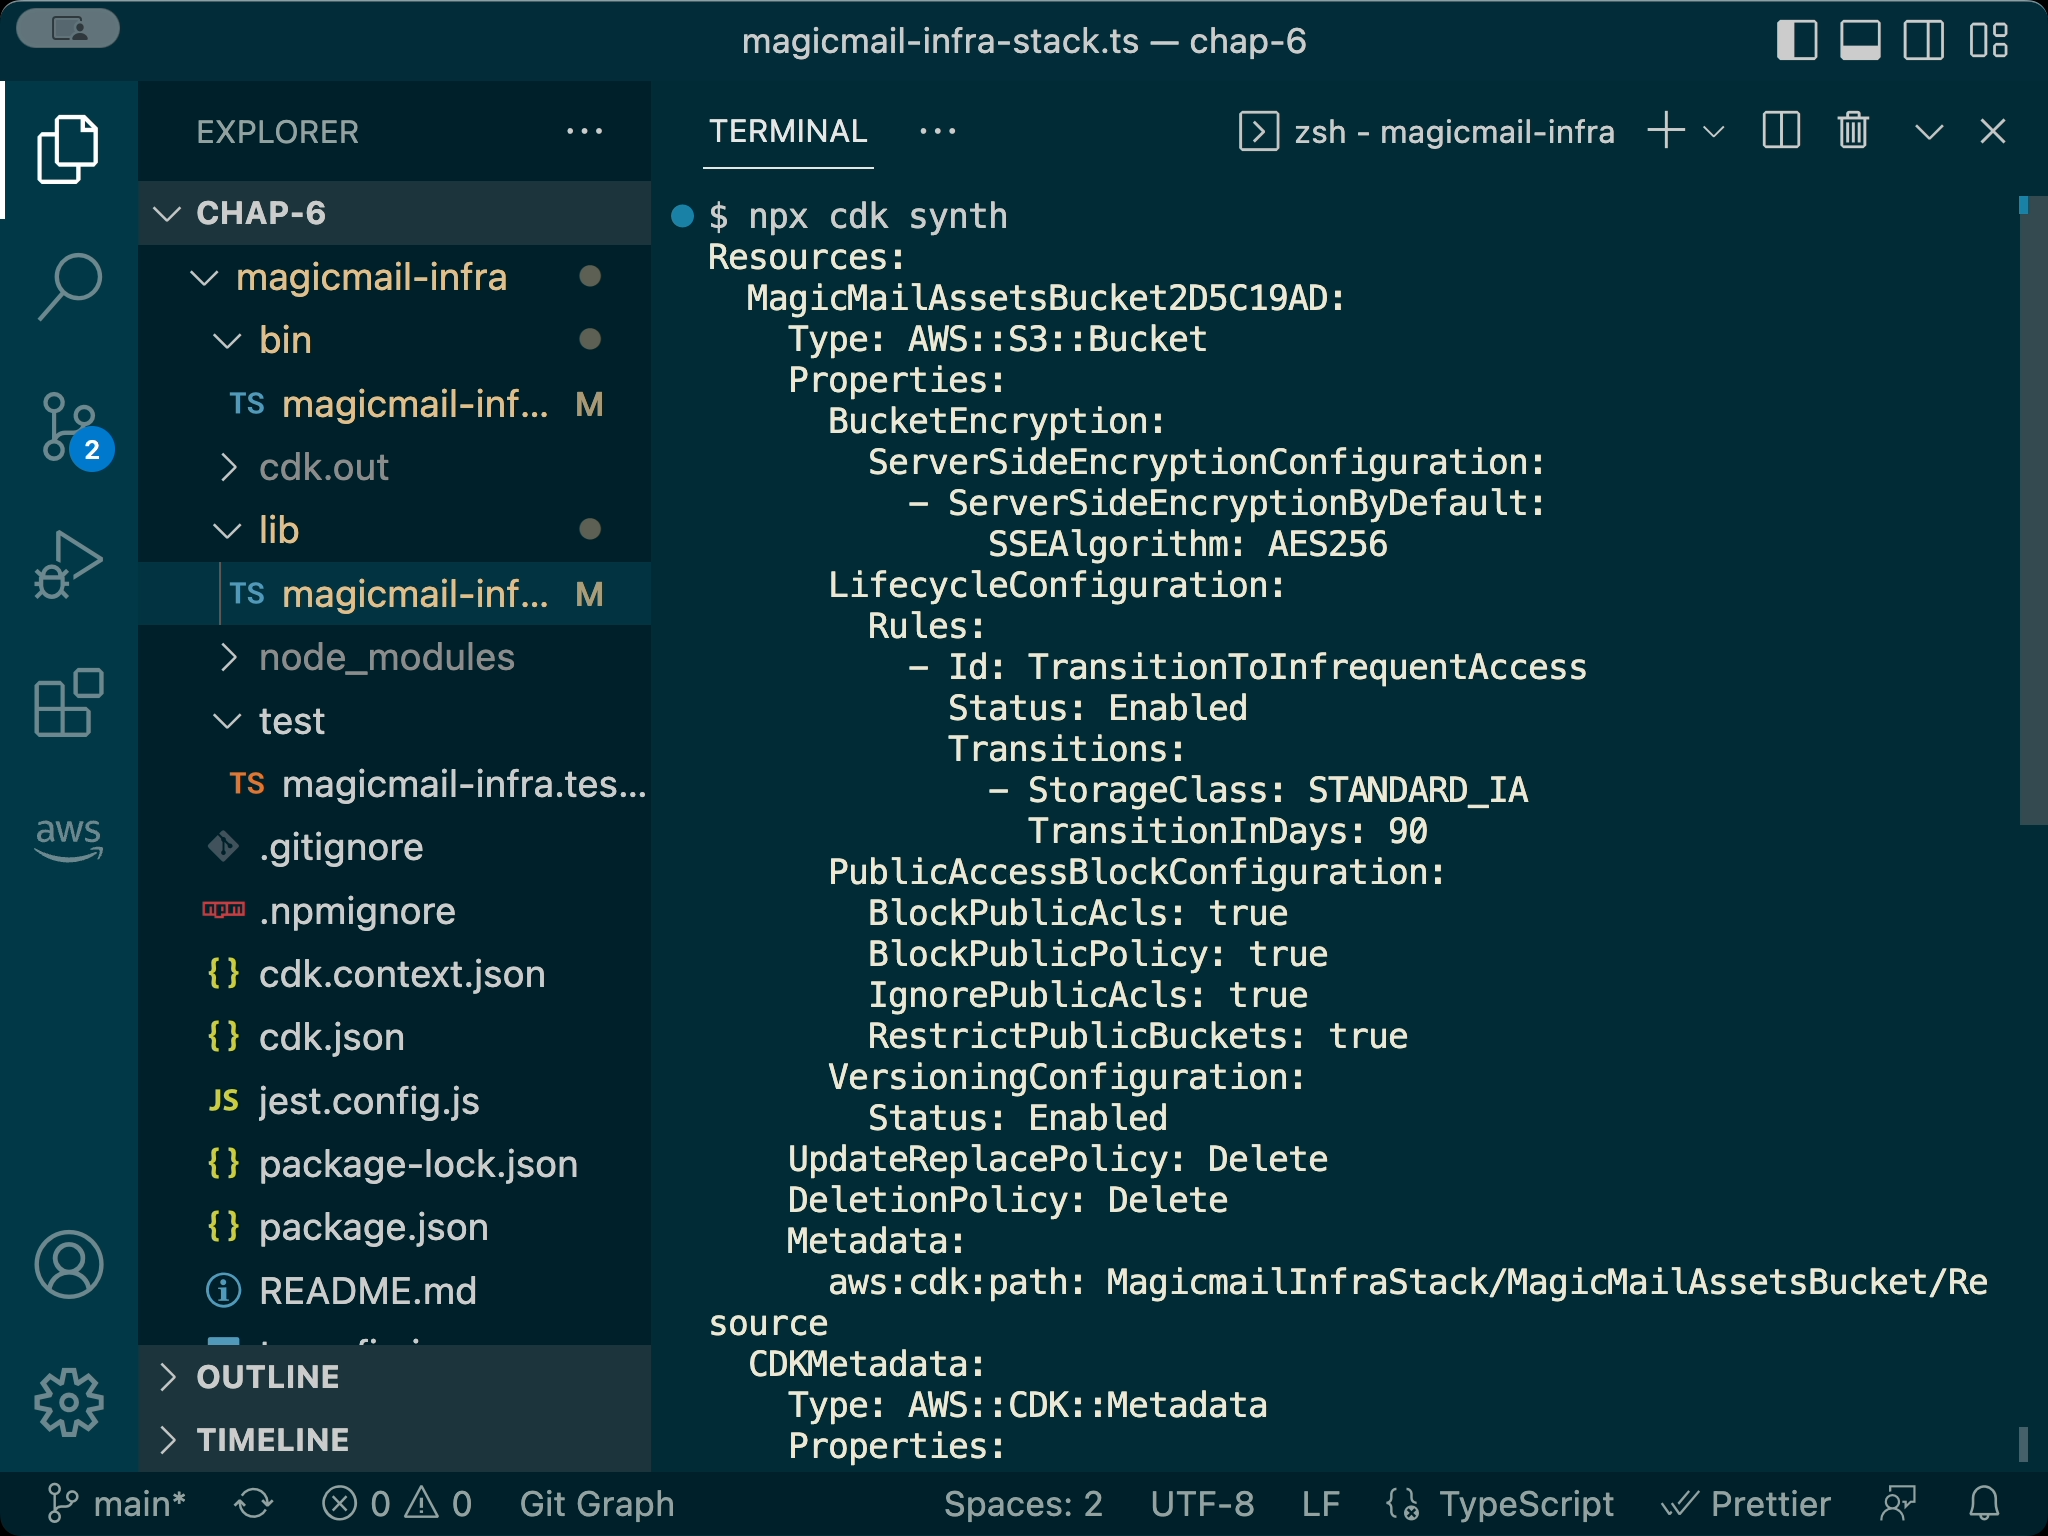 magicmail-infra-stack.ts — chap-6
EXPLORER
CHAP-6
magicmail-infra
bin
TS magicmail-inf... M
cdk.out
lib
TS magicmail-inf... M
node_modules
test
TS magicmail-infra.tes...
.gitignore
npm .npmignore
{} cdk.context.json
{} cdk.json
JS jest.config.js
{} package-lock.json
{} package.json
README.md
OUTLINE
TIMELINE
2
aws
TERMINAL
zsh - magicmail-infra
$ npx cdk synth
Resources:
MagicMailAssetsBucket2D5C19AD:
Type: AWS::S3::Bucket
Properties:
BucketEncryption:
ServerSideEncryptionConfiguration:
- ServerSideEncryptionByDefault:
SSEAlgorithm: AES256
LifecycleConfiguration:
Rules:
- Id: TransitionToInfrequentAccess
Status: Enabled
Transitions:
- StorageClass: STANDARD_IA
TransitionInDays: 90
PublicAccessBlockConfiguration:
BlockPublicAcls: true
BlockPublicPolicy: true
IgnorePublicAcls: true
RestrictPublicBuckets: true
VersioningConfiguration:
Status: Enabled
UpdateReplacePolicy: Delete
DeletionPolicy: Delete
Metadata:
aws:cdk:path: MagicmailInfraStack/MagicMailAssetsBucket/Re
source
CDKMetadata:
Type: AWS::CDK::Metadata
Properties:
main* 0 0 Git Graph Spaces: 2 UTF-8 LF TypeScript Prettier